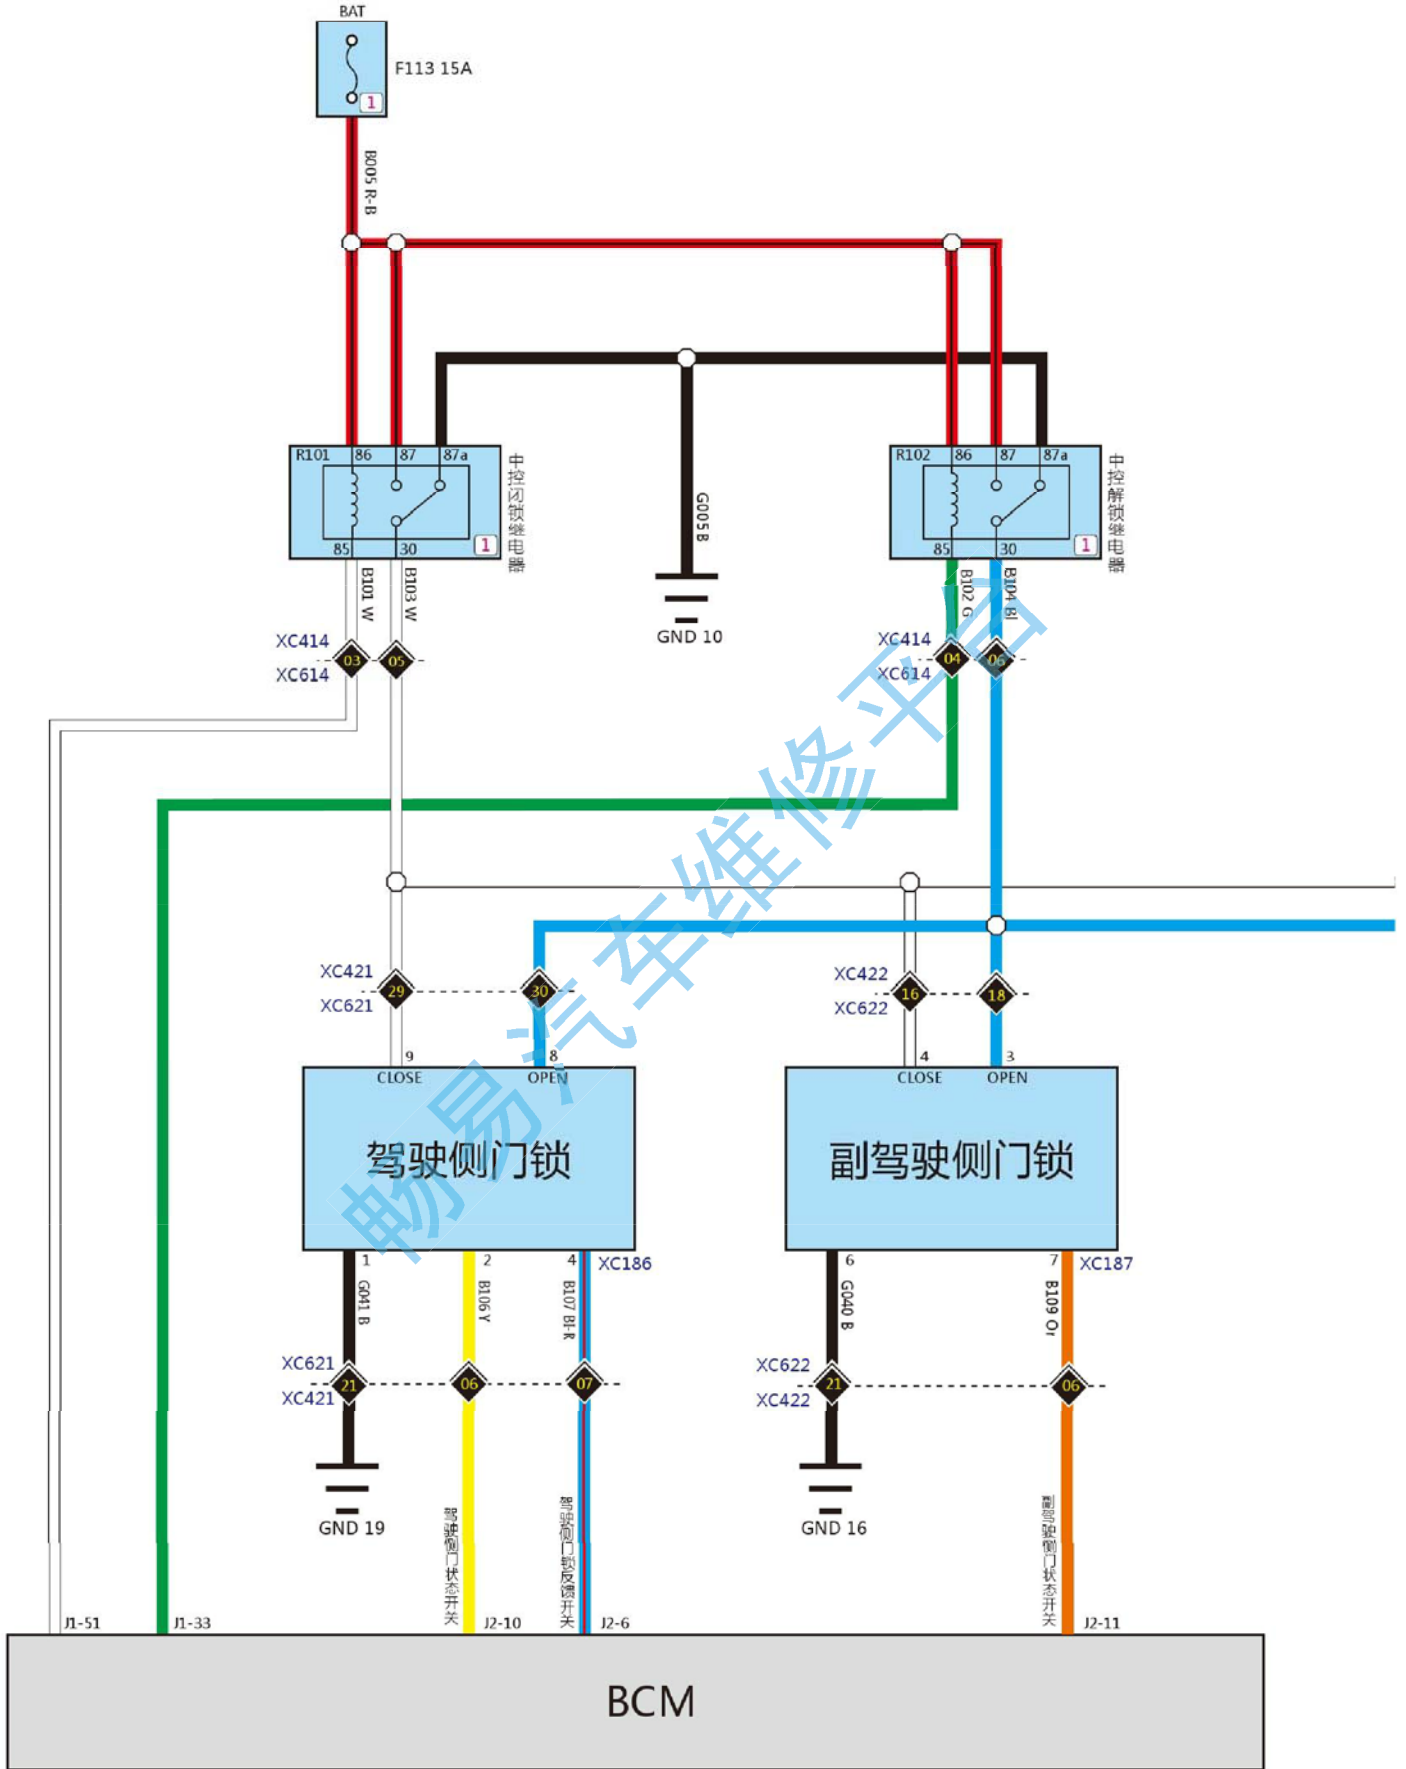 BAT
F113 15A
1
B005 R-B
R101 86 87 87a
85 30 1
中控闭锁继电器
G005B
GND 10
R102 86 87 87a
85 30 1
中控解锁继电器
B101 W
B103 W
B102 G
B104 Bl
XC414
03 05
XC614
XC414
04 06
XC614
XC421
29 30
XC621
XC422
16 18
XC622
9 8
CLOSE OPEN
驾驶侧门锁
4 3
CLOSE OPEN
副驾驶侧门锁
1 2 4 XC186
G041 B
B106 Y
B107 Bl-R
6 7 XC187
G040 B
B109 Or
XC621
21 06 07
XC421
XC622
21 06
XC422
GND 19
GND 16
驾驶侧门状态开关
驾驶侧门锁反馈开关
副驾驶侧门状态开关
J1-51 J1-33 J2-10 J2-6 J2-11
BCM
畅易汽车维修平台